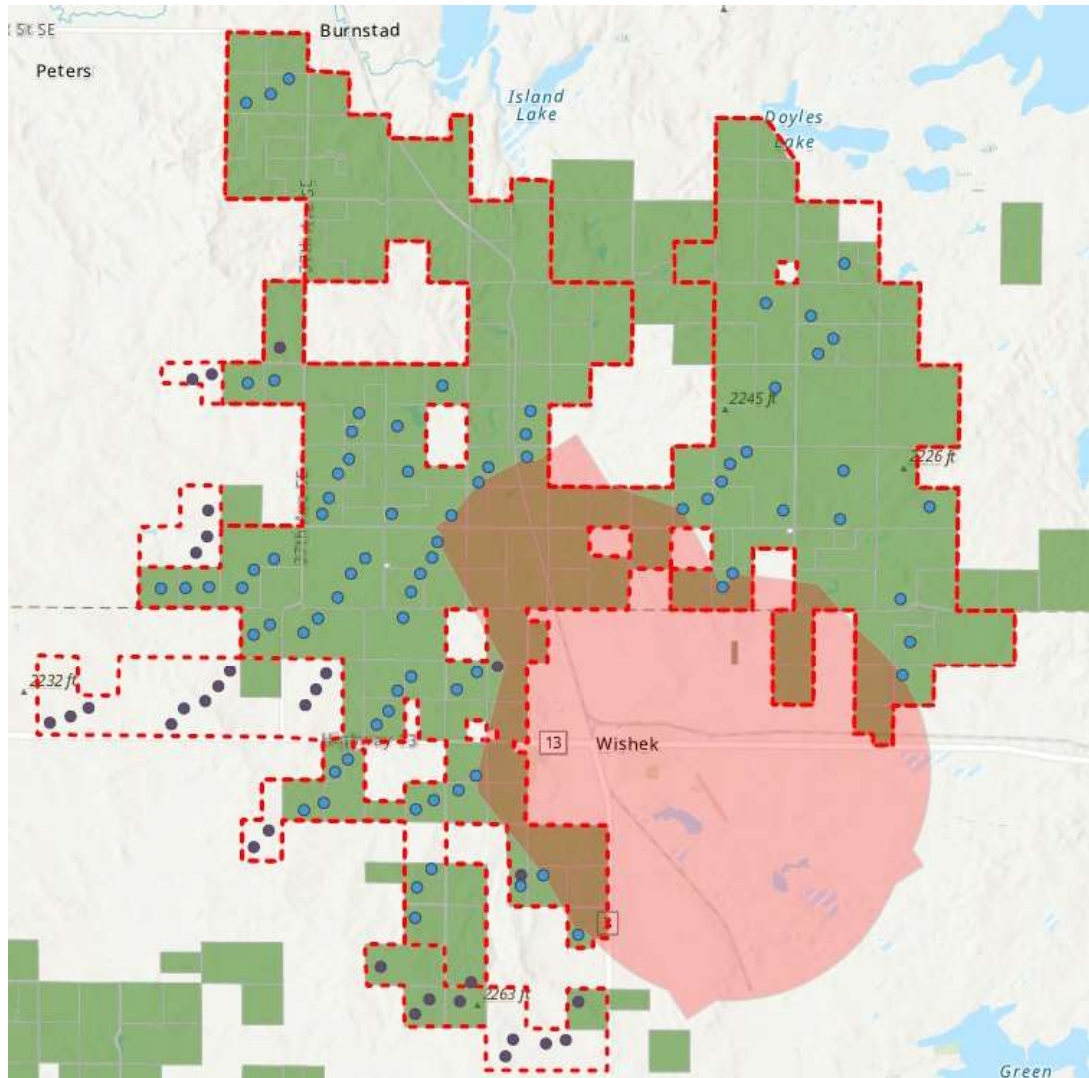 St SE
Burnstad
Peters
Island
Lake
Doyles
Lake
2245 ft
2226 ft
2232 ft
Highway 13
13
Wishek
2263 ft
Green